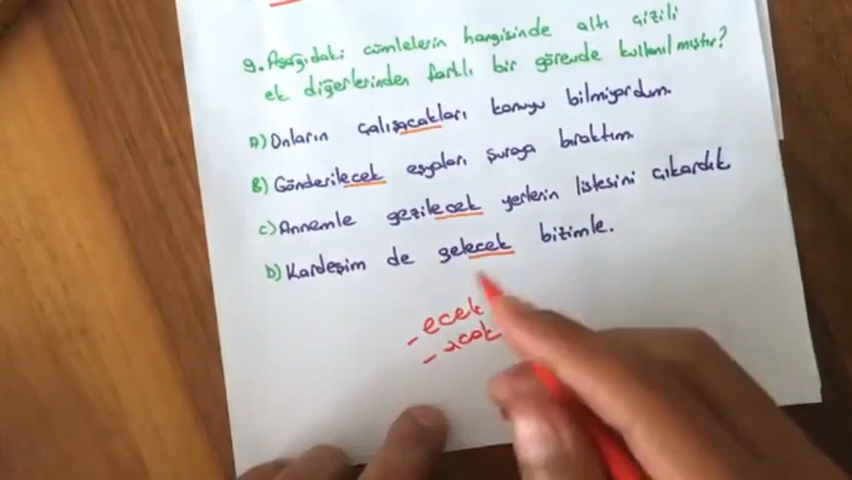 9. Aşağıdaki cümlelerin hangisinde altı çizili
ek diğerlerinden farklı bir görevde kullanılmıştır?
A) Onların çalışacakları konuyu bilmiyordum.
B) Gönderilecek eşyaları şuraya bıraktım.
c) Annemle gezilecek yerlerin listesini çıkardık
D) Kardeşim de gelecek bizimle.
- ecek
- acak